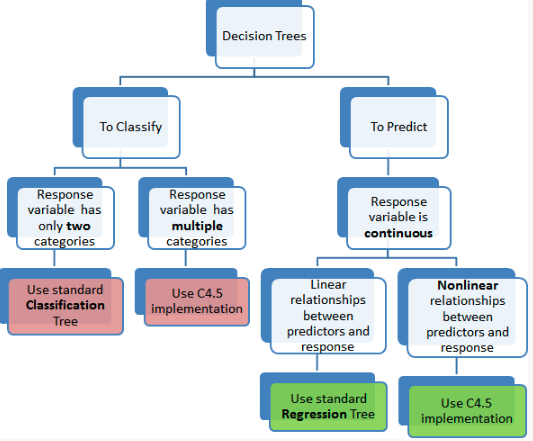 Decision Trees
To Classify
To Predict
Response
variable has
only two
categories
Response
variable has
multiple
categories
Response
variable is
continuous
Use standard
Classification
Tree
Use C4.5
implementation
Linear
relationships
between
predictors and
response
Nonlinear
relationships
between
predictors and
response
Use standard
Regression Tree
Use C4.5
implementation